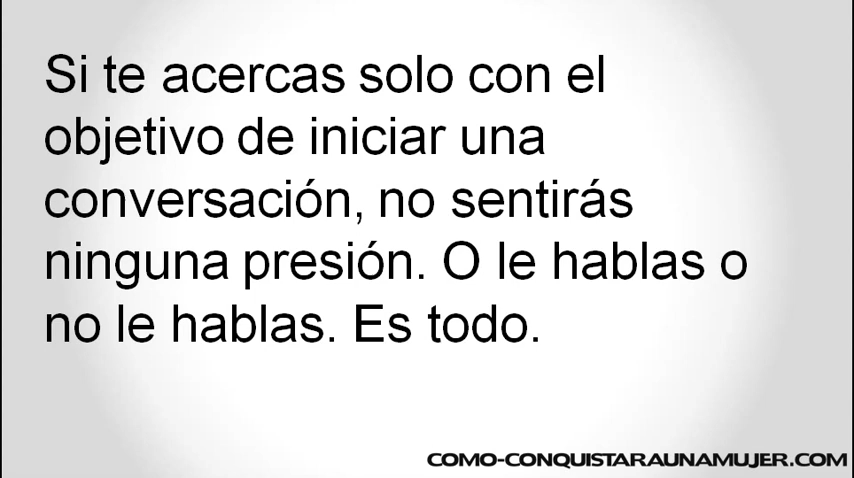 Si te acercas solo con el
objetivo de iniciar una
conversación, no sentirás
ninguna presión. O le hablas o
no le hablas. Es todo.
COMO-CONQUISTARAUNAMUJER.COM